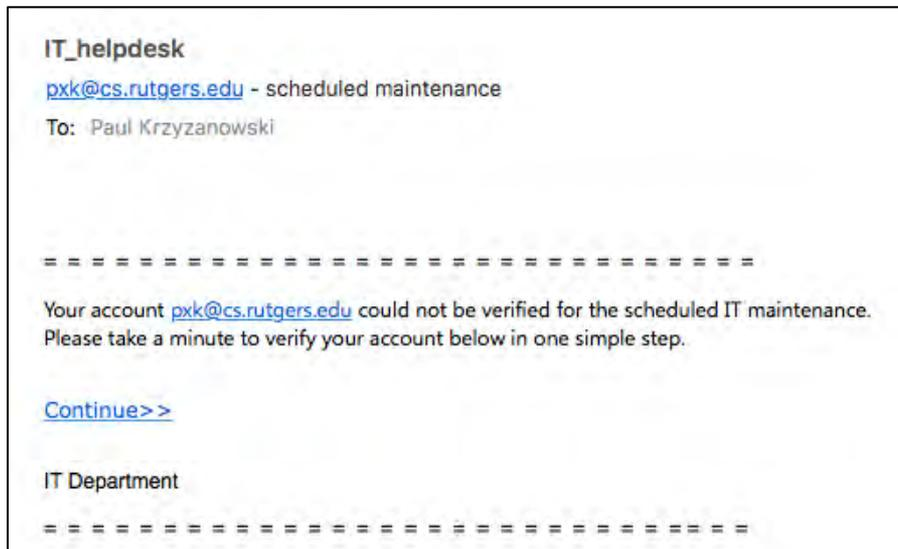 IT_helpdesk
pxk@cs.rutgers.edu - scheduled maintenance
To: Paul Krzyzanowski
= = = = = = = = = = = = = = = = = = = = = = = = = = = = = =
Your account pxk@cs.rutgers.edu could not be verified for the scheduled IT maintenance.
Please take a minute to verify your account below in one simple step.
Continue>>
IT Department
= = = = = = = = = = = = = = = = = = = = = = = = = = = = = =